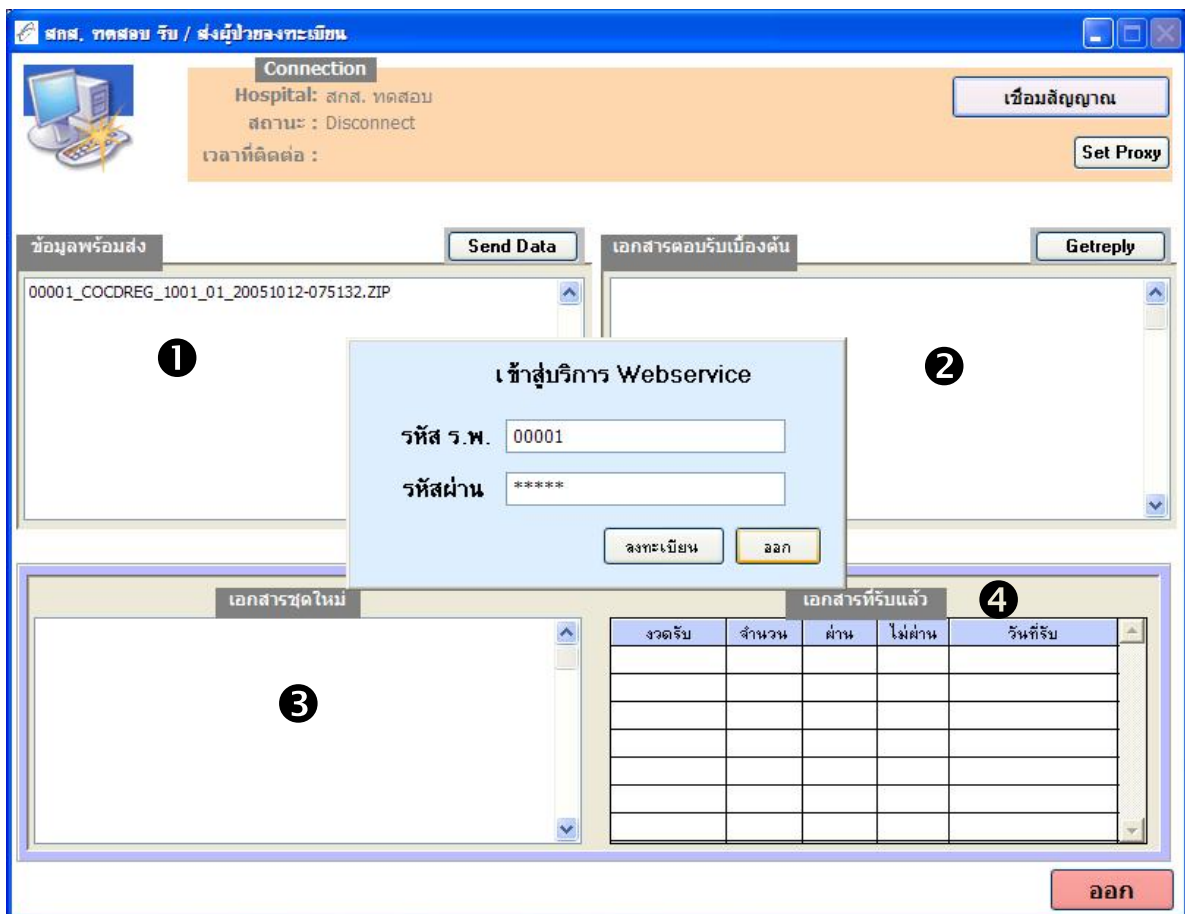 สกส. ทดสอบ รับ / ส่งผู้ป่วยลงทะเบียน
Connection
Hospital: สกส. ทดสอบ
สถานะ : Disconnect
เวลาที่ติดต่อ :
เชื่อมสัญญาณ
Set Proxy
ข้อมูลพร้อมส่ง
Send Data
เอกสารตอบรับเบื้องต้น
Getreply
00001_COCDREG_1001_01_20051012-075132.ZIP
❶
❷
เข้าสู่บริการ Webservice
รหัส ร.พ. 00001
รหัสผ่าน *****
ลงทะเบียน ออก
เอกสารชุดใหม่
เอกสารที่รับแล้ว ❹
งวดรับ จำนวน ผ่าน ไม่ผ่าน วันที่รับ
❸
ออก